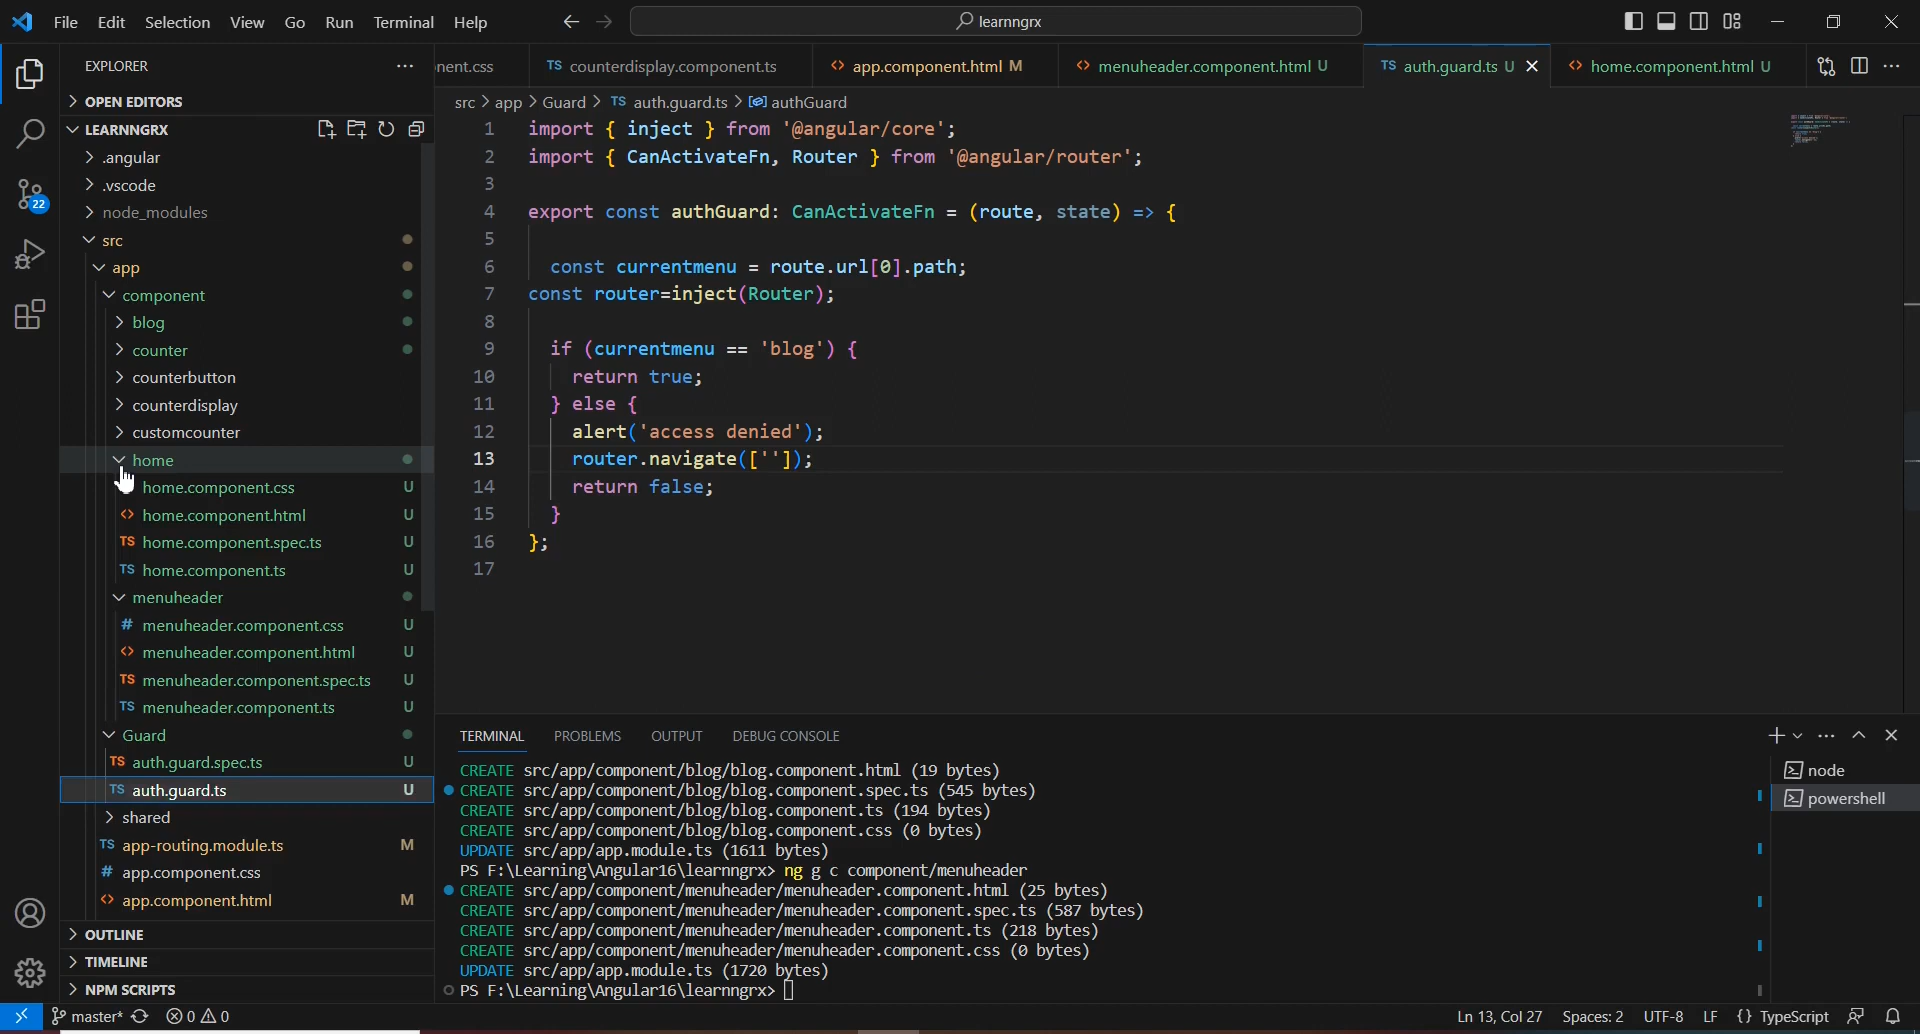 File Edit Selection View Go Run Terminal Help
learnngrx
EXPLORER
OPEN EDITORS
LEARNNGRX
.angular
.vscode
node_modules
src
app
component
blog
counter
counterbutton
counterdisplay
customcounter
home
home.component.css U
home.component.html U
TS home.component.spec.ts U
TS home.component.ts U
menuheader
# menuheader.component.css U
menuheader.component.html U
TS menuheader.component.spec.ts U
TS menuheader.component.ts U
Guard
TS auth.guard.spec.ts U
TS auth.guard.ts U
shared
TS app-routing.module.ts M
# app.component.css
app.component.html M
OUTLINE
TIMELINE
NPM SCRIPTS
22
nent.css TS counterdisplay.component.ts <> app.component.html M <> menuheader.component.html U TS auth.guard.ts U <> home.component.html U
src > app > Guard > TS auth.guard.ts > authGuard
1 import { inject } from '@angular/core';
2 import { CanActivateFn, Router } from '@angular/router';
3
4 export const authGuard: CanActivateFn = (route, state) => {
5
6 const currentmenu = route.url[0].path;
7 const router=inject(Router);
8
9 if (currentmenu == 'blog') {
10 return true;
11 } else {
12 alert('access denied');
13 router.navigate(['']);
14 return false;
15 }
16 };
17
TERMINAL PROBLEMS OUTPUT DEBUG CONSOLE
CREATE src/app/component/blog/blog.component.html (19 bytes)
CREATE src/app/component/blog/blog.component.spec.ts (545 bytes)
CREATE src/app/component/blog/blog.component.ts (194 bytes)
CREATE src/app/component/blog/blog.component.css (0 bytes)
UPDATE src/app/app.module.ts (1611 bytes)
PS F:\Learning\Angular16\learnngrx> ng g c component/menuheader
CREATE src/app/component/menuheader/menuheader.component.html (25 bytes)
CREATE src/app/component/menuheader/menuheader.component.spec.ts (587 bytes)
CREATE src/app/component/menuheader/menuheader.component.ts (218 bytes)
CREATE src/app/component/menuheader/menuheader.component.css (0 bytes)
UPDATE src/app/app.module.ts (1720 bytes)
PS F:\Learning\Angular16\learnngrx>
node
powershell
master* 0 0 Ln 13, Col 27 Spaces: 2 UTF-8 LF {} TypeScript